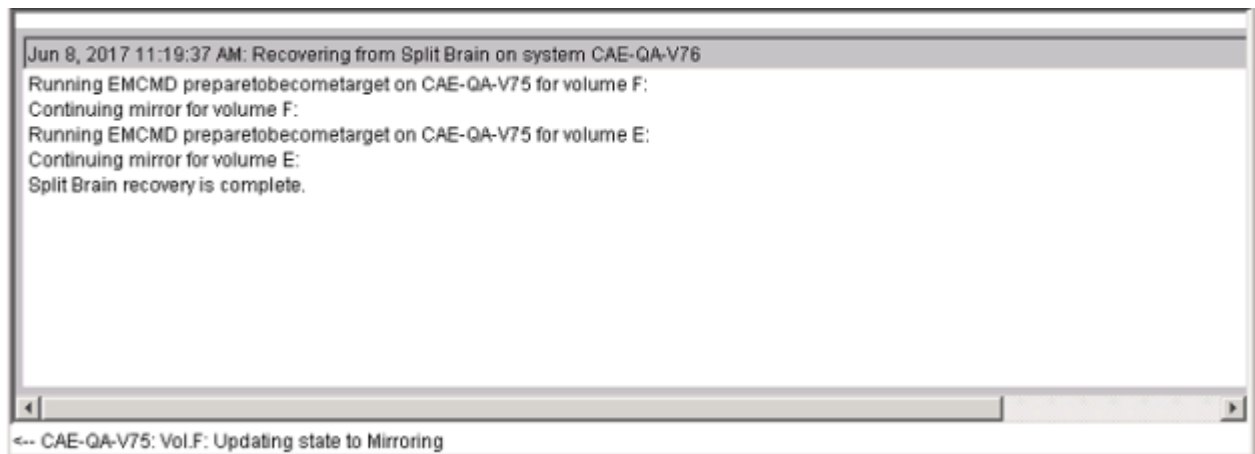 Jun 8, 2017 11:19:37 AM: Recovering from Split Brain on system CAE-QA-V76
Running EMCMD preparetobecometarget on CAE-QA-V75 for volume F:
Continuing mirror for volume F:
Running EMCMD preparetobecometarget on CAE-QA-V75 for volume E:
Continuing mirror for volume E:
Split Brain recovery is complete.
<-- CAE-QA-V75: Vol.F: Updating state to Mirroring